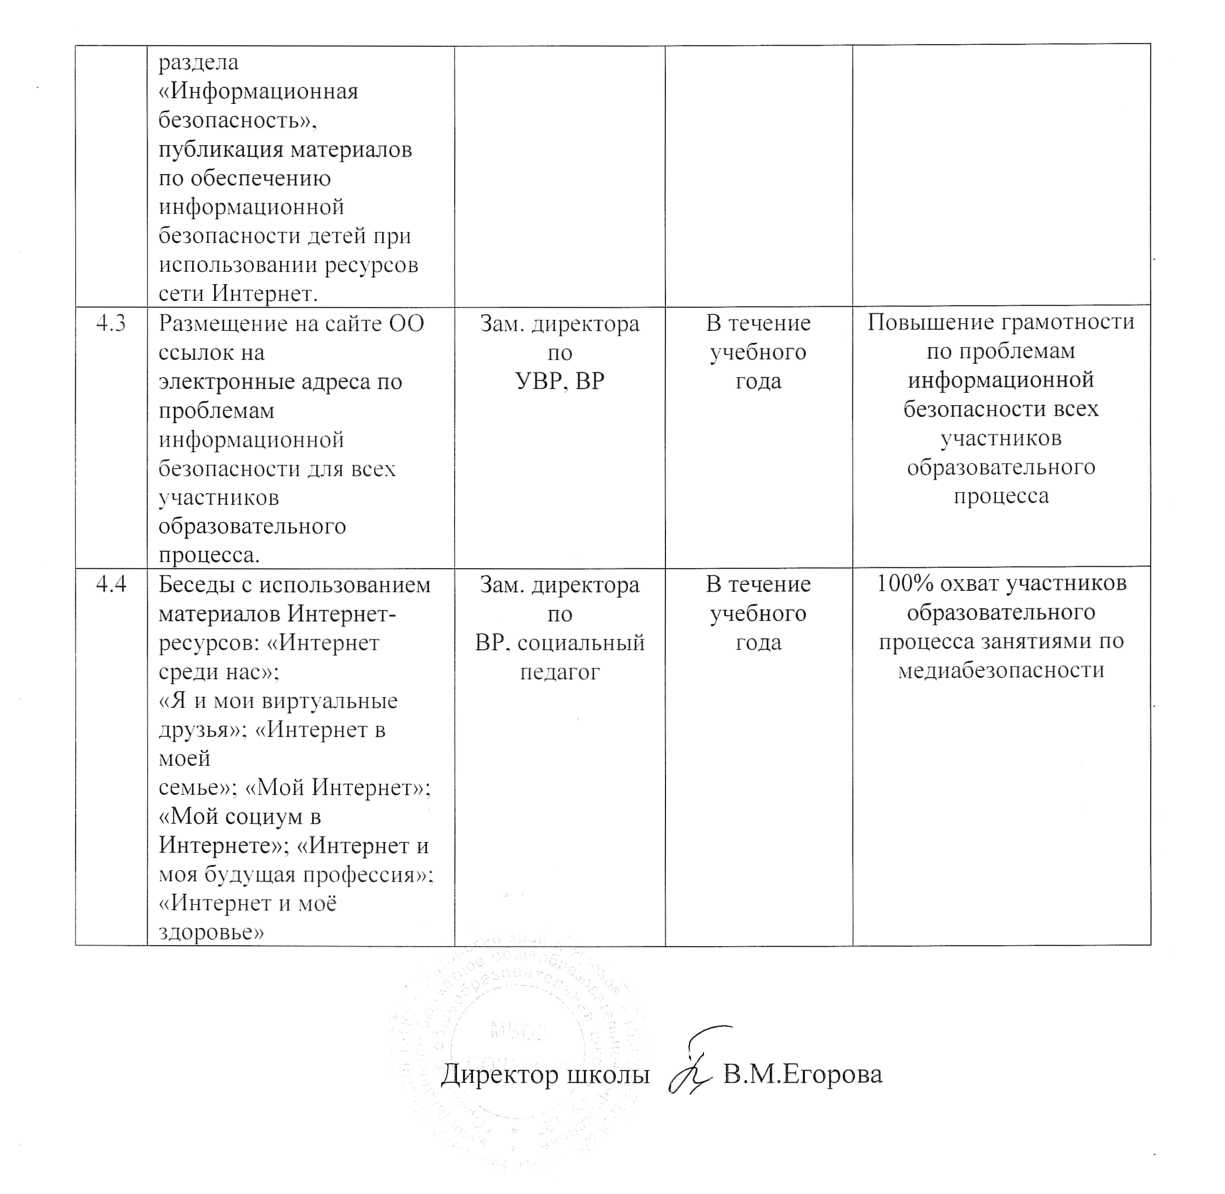 раздела
«Информационная
безопасность»,
публикация материалов
по обеспечению
информационной
безопасности детей при
использовании ресурсов
сети Интернет.
4.3
Размещение на сайте ОО
ссылок на
электронные адреса по
проблемам
информационной
безопасности для всех
участников
образовательного
процесса.
Зам. директора
по
УВР, ВР
В течение
учебного
года
Повышение грамотности
по проблемам
информационной
безопасности всех
участников
образовательного
процесса
4.4
Беседы с использованием
материалов Интернет-
ресурсов: «Интернет
среди нас»;
«Я и мои виртуальные
друзья»; «Интернет в
моей
семье»; «Мой Интернет»;
«Мой социум в
Интернете»; «Интернет и
моя будущая профессия»;
«Интернет и моё
здоровье»
Зам. директора
по
ВР, социальный
педагог
В течение
учебного
года
100% охват участников
образовательного
процесса занятиями по
медиабезопасности
Директор школы В.М.Егорова